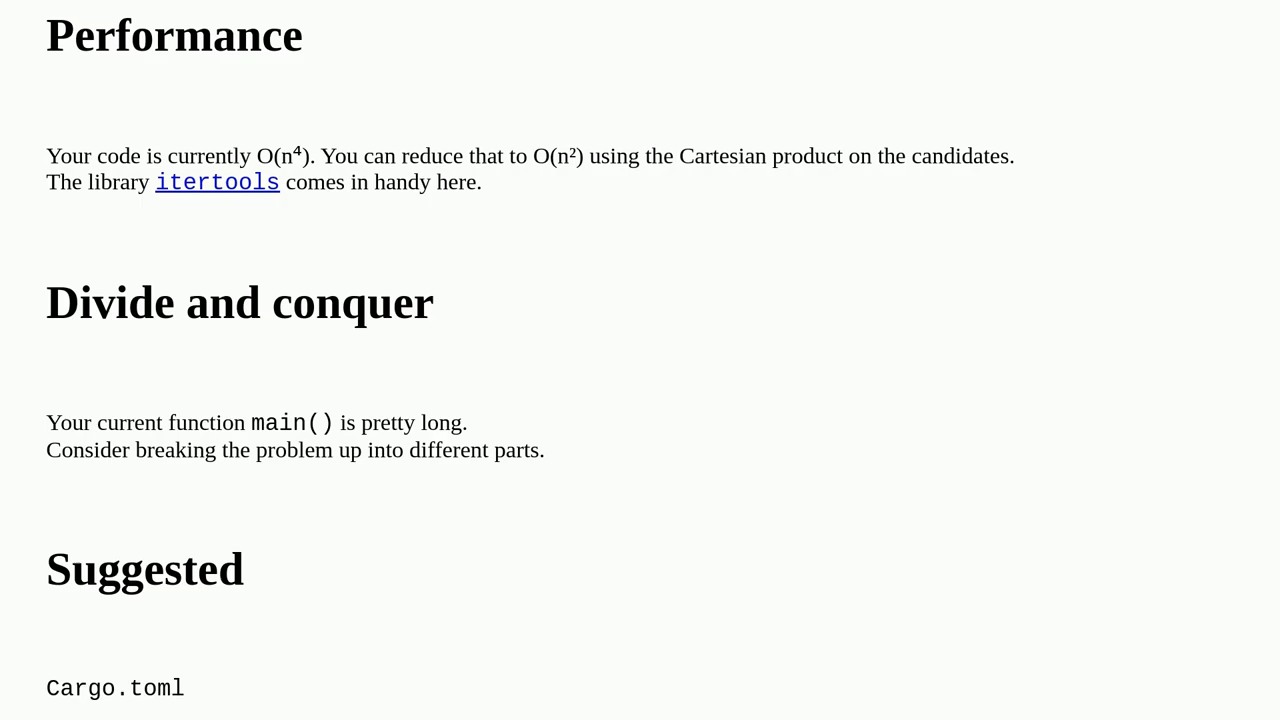 Performance
Your code is currently O(n⁴). You can reduce that to O(n²) using the Cartesian product on the candidates.
The library itertools comes in handy here.
Divide and conquer
Your current function main() is pretty long.
Consider breaking the problem up into different parts.
Suggested
Cargo.toml